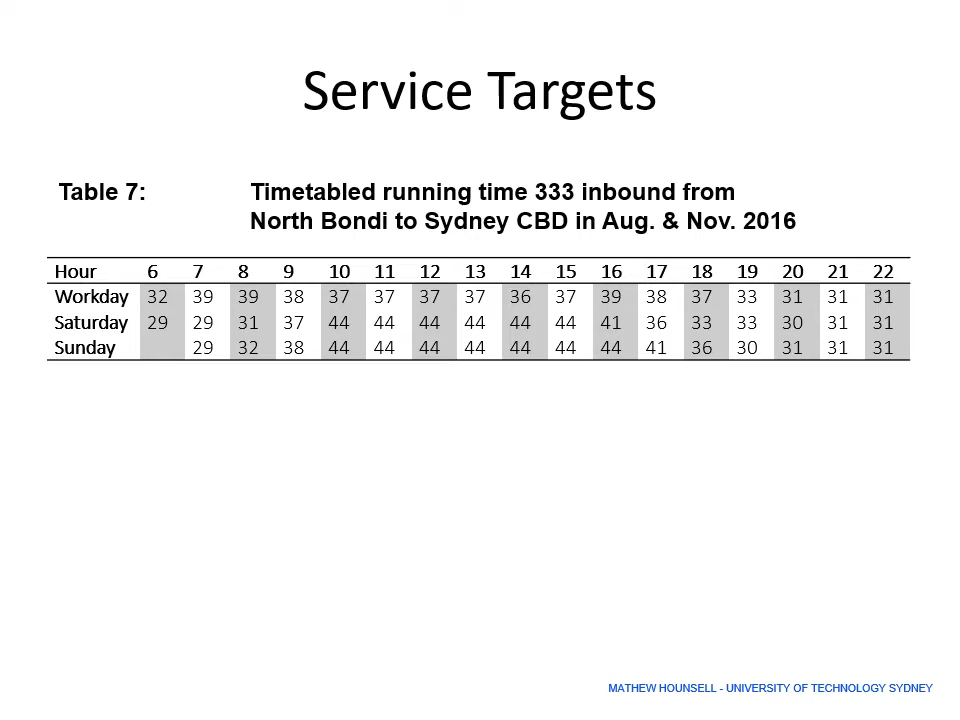 Service Targets
Table 7: Timetabled running time 333 inbound from
North Bondi to Sydney CBD in Aug. & Nov. 2016
Hour 6 7 8 9 10 11 12 13 14 15 16 17 18 19 20 21 22
Workday 32 39 39 38 37 37 37 37 36 37 39 38 37 33 31 31 31
Saturday 29 29 31 37 44 44 44 44 44 44 41 36 33 33 30 31 31
Sunday 29 32 38 44 44 44 44 44 44 44 41 36 30 31 31 31
MATHEW HOUNSELL - UNIVERSITY OF TECHNOLOGY SYDNEY